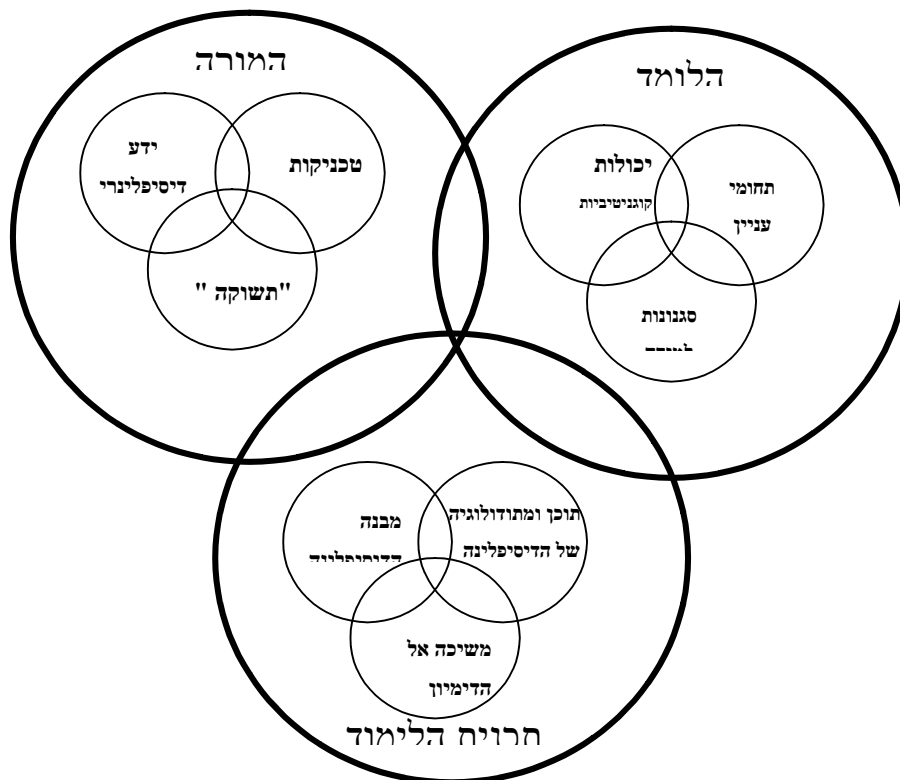 המורה
ידע
דיסיפלינרי
טכניקות
"תשוקה "
הלומד
יכולות
קוגניטיביות
תחומי
עניין
סגנונות
מבנה
הדיסיפלינה
תוכן ומתודולוגיה
של הדיסיפלינה
משיכה אל
הדימיון
תכנית הלימוד